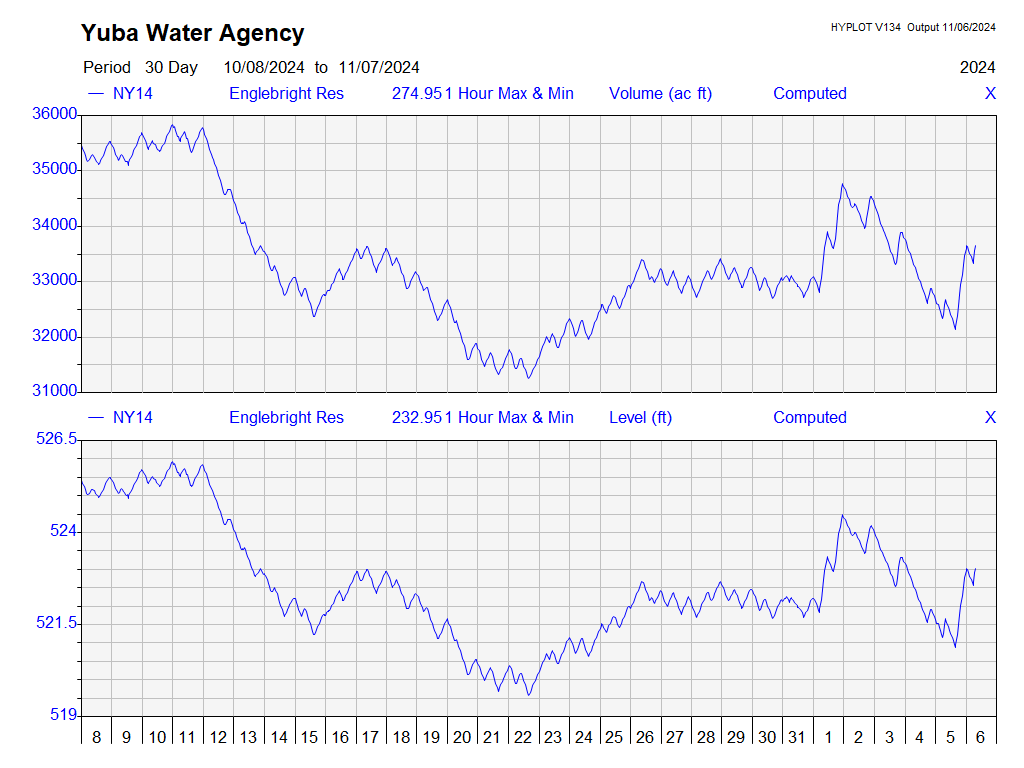 Yuba Water Agency
HYPLOT V134 Output 11/06/2024
Period 30 Day 10/08/2024 to 11/07/2024
2024
— NY14 Englebright Res 274.951 Hour Max & Min Volume (ac ft) Computed X
36000
35000
34000
33000
32000
31000
— NY14 Englebright Res 232.951 Hour Max & Min Level (ft) Computed X
526.5
524
521.5
519
8 9 10 11 12 13 14 15 16 17 18 19 20 21 22 23 24 25 26 27 28 29 30 31 1 2 3 4 5 6